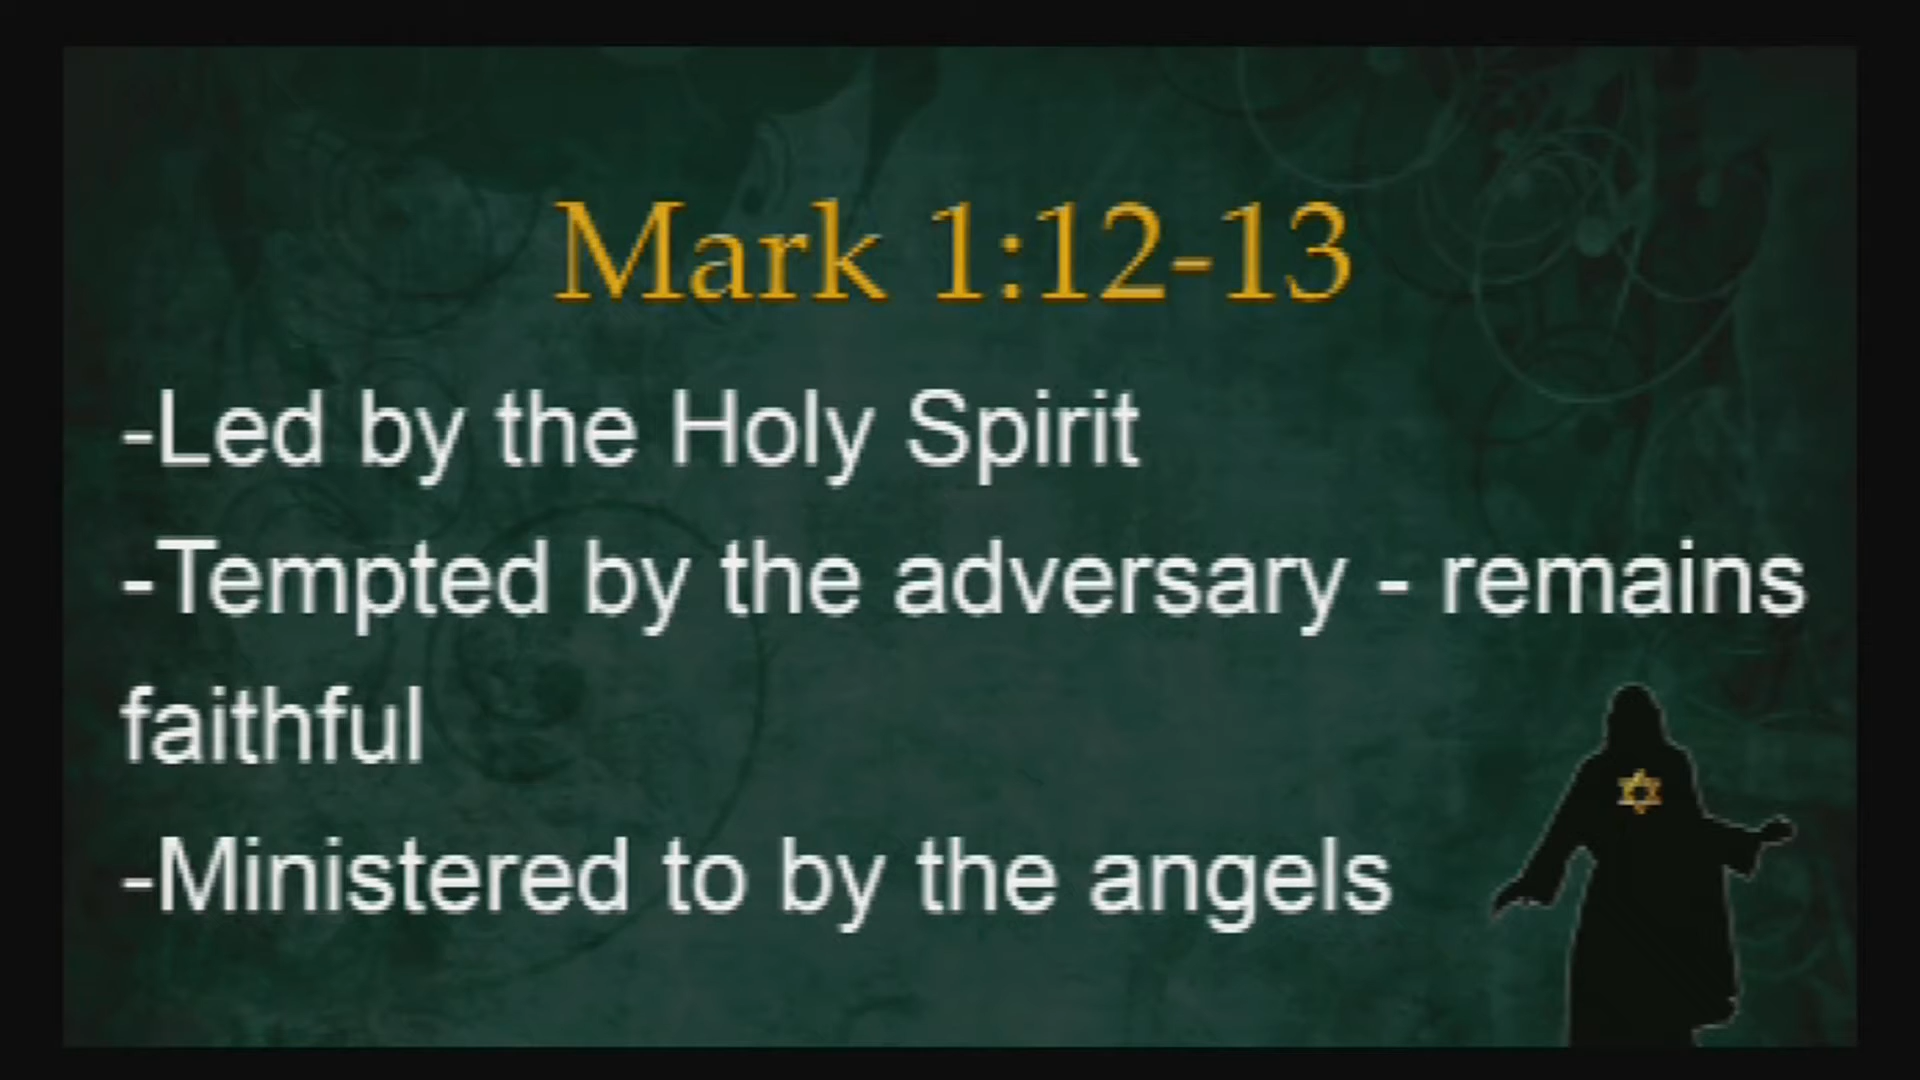 Mark 1:12-13
-Led by the Holy Spirit
-Tempted by the adversary - remains
faithful
-Ministered to by the angels